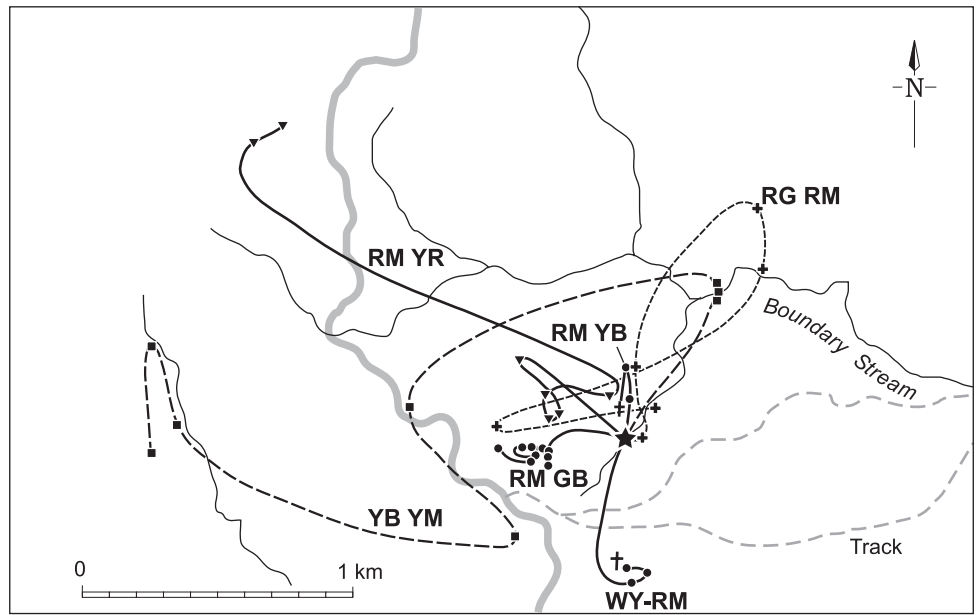 N
RG RM
RM YR
RM YB
Boundary Stream
RM GB
YB YM
Track
0 1 km
WY-RM